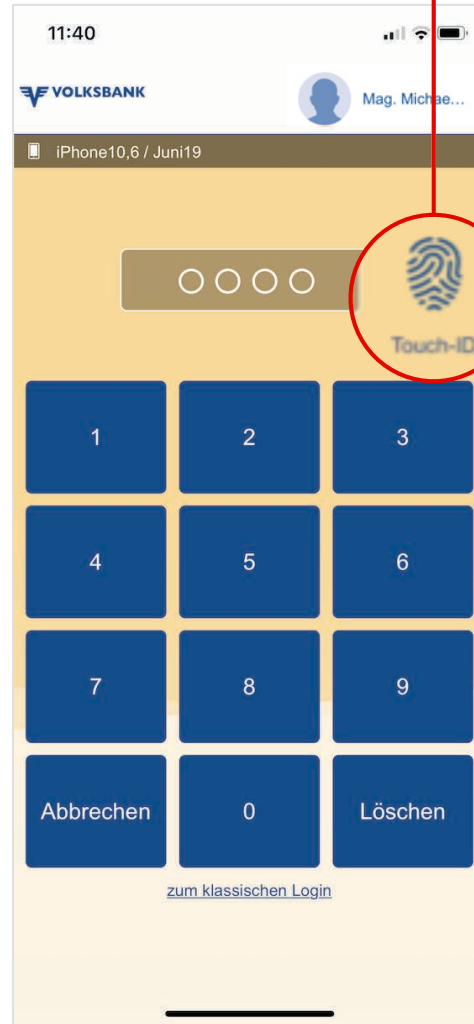 11:40
VOLKSBANK
Mag. Michae...
iPhone10,6 / Juni19
Touch-ID
1 2 3
4 5 6
7 8 9
Abbrechen 0 Löschen
zum klassischen Login